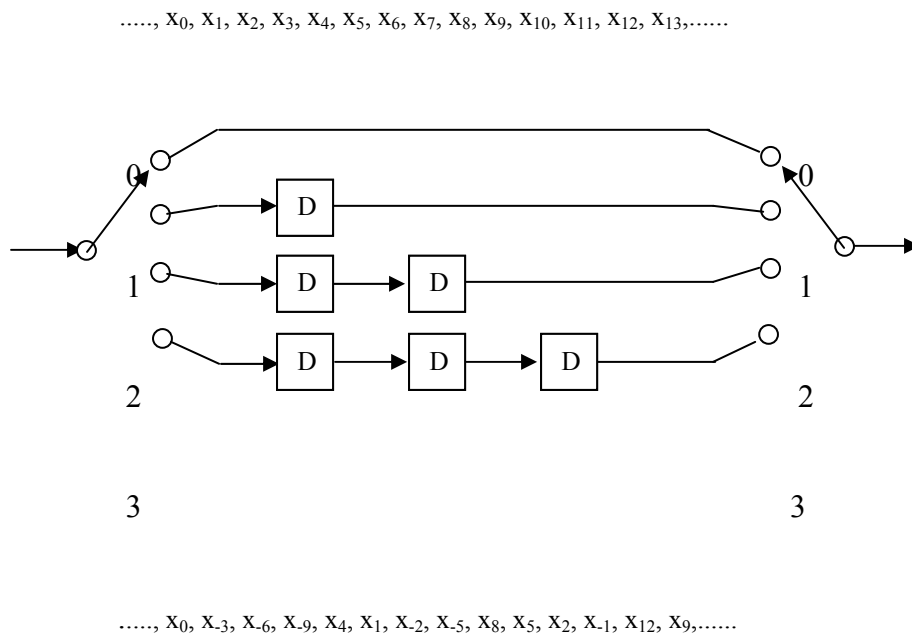 ....., x₀, x₁, x₂, x₃, x₄, x₅, x₆, x₇, x₈, x₉, x₁₀, x₁₁, x₁₂, x₁₃,......
0 0
D
1 D D 1
D D D
2 2
3 3
....., x₀, x₋₃, x₋₆, x₋₉, x₄, x₁, x₋₂, x₋₅, x₈, x₅, x₂, x₋₁, x₁₂, x₉,......